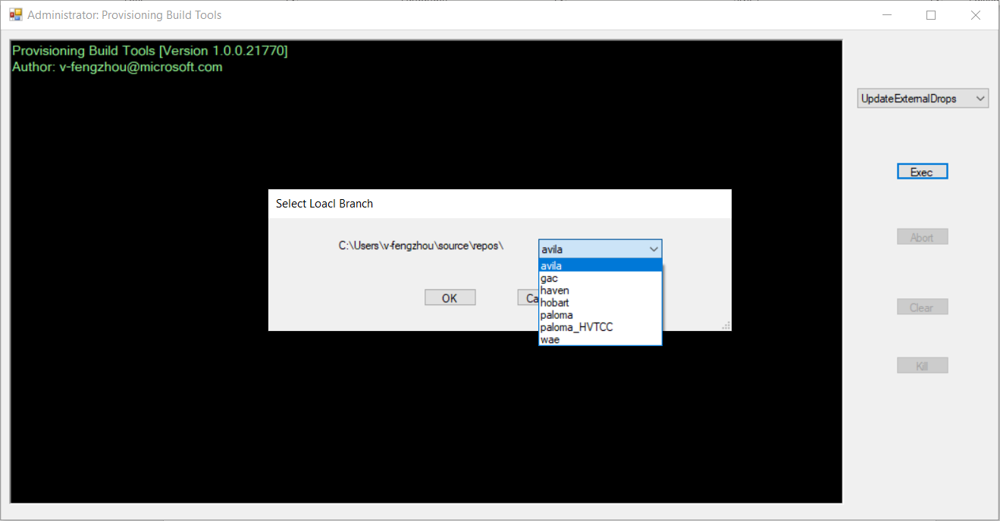 Administrator: Provisioning Build Tools
Provisioning Build Tools [Version 1.0.0.21770]
Author: v-fengzhou@microsoft.com
UpdateExternalDrops
Exec
Abort
Clear
Kill
Select Loacl Branch
C:\Users\v-fengzhou\source\repos\
avila
avila
gac
haven
hobart
paloma
paloma_HVTCC
wae
OK
Ca